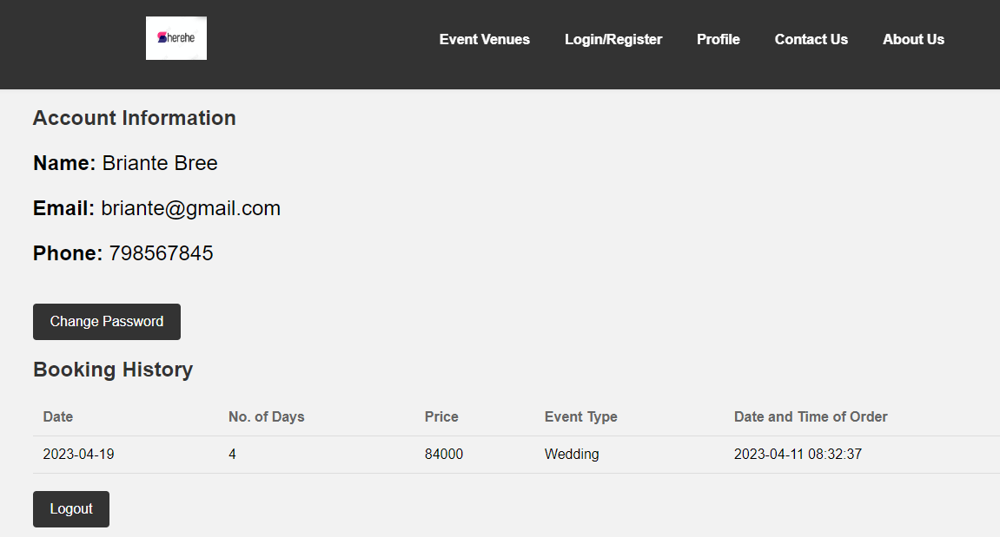 Sherehe
Event Venues Login/Register Profile Contact Us About Us
Account Information
Name: Briante Bree
Email: briante@gmail.com
Phone: 798567845
Change Password
Booking History
Date No. of Days Price Event Type Date and Time of Order
2023-04-19 4 84000 Wedding 2023-04-11 08:32:37
Logout